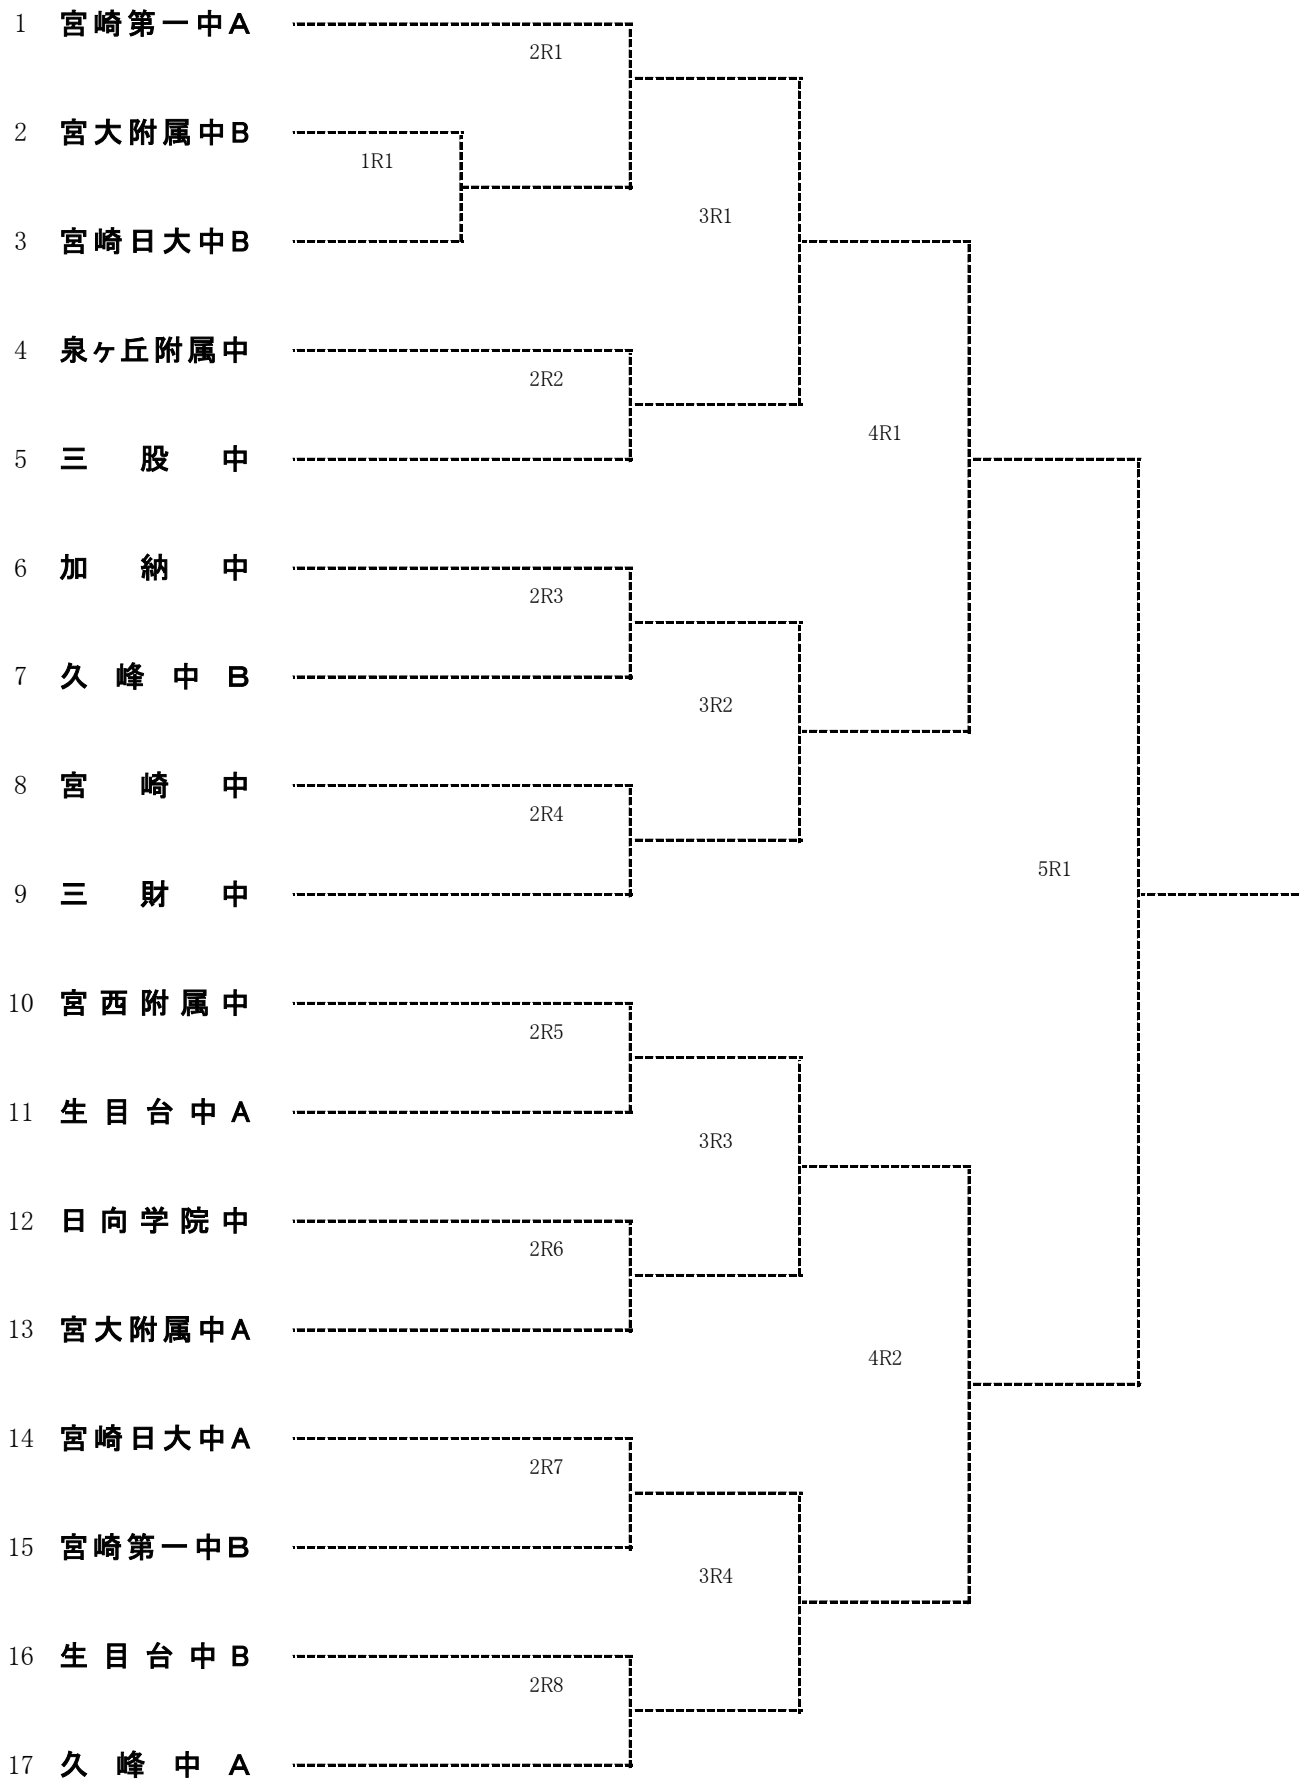 1 宮崎第一中A
2R1
2 宮大附属中B
1R1
3R1
3 宮崎日大中B
4 泉ヶ丘附属中
2R2
4R1
5 三股中
6 加納中
2R3
7 久峰中B
3R2
8 宮崎中
2R4
5R1
9 三財中
10 宮西附属中
2R5
11 生目台中A
3R3
12 日向学院中
2R6
13 宮大附属中A
4R2
14 宮崎日大中A
2R7
15 宮崎第一中B
3R4
16 生目台中B
2R8
17 久峰中A